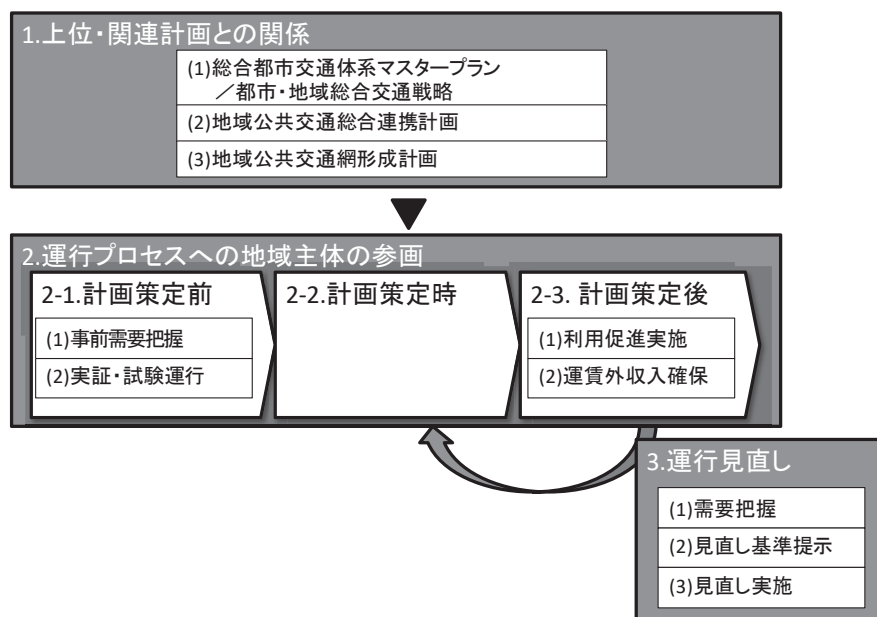 1.上位・関連計画との関係
(1)総合都市交通体系マスタープラン
／都市・地域総合交通戦略
(2)地域公共交通総合連携計画
(3)地域公共交通網形成計画
2.運行プロセスへの地域主体の参画
2-1.計画策定前
(1)事前需要把握
(2)実証・試験運行
2-2.計画策定時
2-3. 計画策定後
(1)利用促進実施
(2)運賃外収入確保
3.運行見直し
(1)需要把握
(2)見直し基準提示
(3)見直し実施